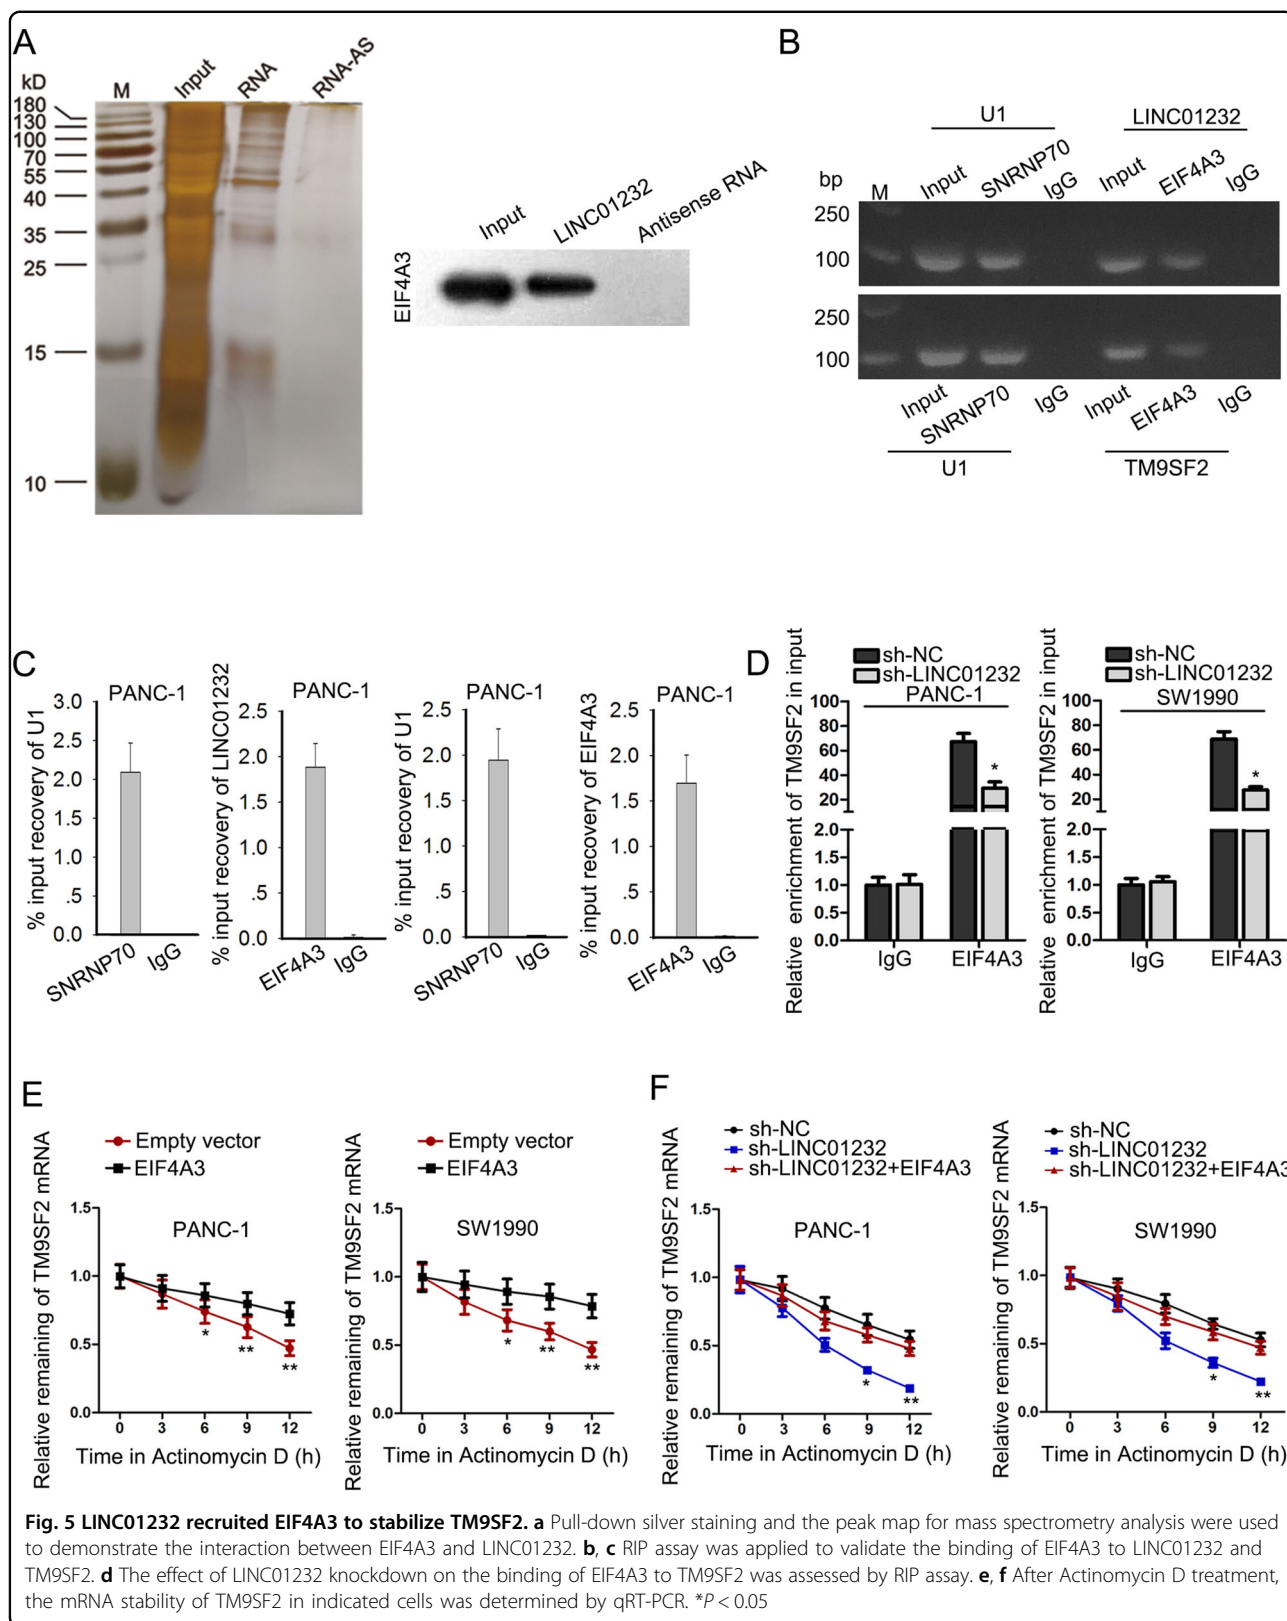 A
kD
M
Input
RNA
RNA-AS
180
130
100
70
55
40
35
25
15
10
Input
LINC01232
Antisense RNA
EIF4A3
B
U1
LINC01232
bp
M
Input
SNRNP70
IgG
Input
EIF4A3
IgG
250
100
250
100
Input
SNRNP70
IgG
Input
EIF4A3
IgG
U1
TM9SF2
C
PANC-1
% input recovery of U1
3.0
2.5
2.0
1.5
1.0
.5
0.0
SNRNP70
IgG
PANC-1
% input recovery of LINC01232
2.5
2.0
1.5
1.0
.5
0.0
EIF4A3
IgG
PANC-1
% input recovery of U1
2.5
2.0
1.5
1.0
.5
0.0
SNRNP70
IgG
PANC-1
% input recovery of EIF4A3
2.5
2.0
1.5
1.0
.5
0.0
EIF4A3
IgG
D
sh-NC
sh-LINC01232
PANC-1
Relative enrichment of TM9SF2 in input
100
80
60
40
20
2.0
1.5
1.0
0.5
0.0
*
IgG
EIF4A3
sh-NC
sh-LINC01232
SW1990
Relative enrichment of TM9SF2 in input
100
80
60
40
20
2.0
1.5
1.0
0.5
0.0
*
IgG
EIF4A3
E
Empty vector
EIF4A3
PANC-1
Relative remaining of TM9SF2 mRNA
1.5
1.0
0.5
0.0
*
**
**
0 3 6 9 12
Time in Actinomycin D (h)
Empty vector
EIF4A3
SW1990
Relative remaining of TM9SF2 mRNA
1.5
1.0
0.5
0.0
*
**
**
0 3 6 9 12
Time in Actinomycin D (h)
F
sh-NC
sh-LINC01232
sh-LINC01232+EIF4A3
PANC-1
Relative remaining of TM9SF2 mRNA
1.5
1.0
0.5
0.0
*
**
0 3 6 9 12
Time in Actinomycin D (h)
sh-NC
sh-LINC01232
sh-LINC01232+EIF4A3
SW1990
Relative remaining of TM9SF2 mRNA
1.5
1.0
0.5
0.0
*
**
0 3 6 9 12
Time in Actinomycin D (h)
Fig. 5 LINC01232 recruited EIF4A3 to stabilize TM9SF2. a Pull-down silver staining and the peak map for mass spectrometry analysis were used
to demonstrate the interaction between EIF4A3 and LINC01232. b, c RIP assay was applied to validate the binding of EIF4A3 to LINC01232 and
TM9SF2. d The effect of LINC01232 knockdown on the binding of EIF4A3 to TM9SF2 was assessed by RIP assay. e, f After Actinomycin D treatment,
the mRNA stability of TM9SF2 in indicated cells was determined by qRT-PCR. *P < 0.05